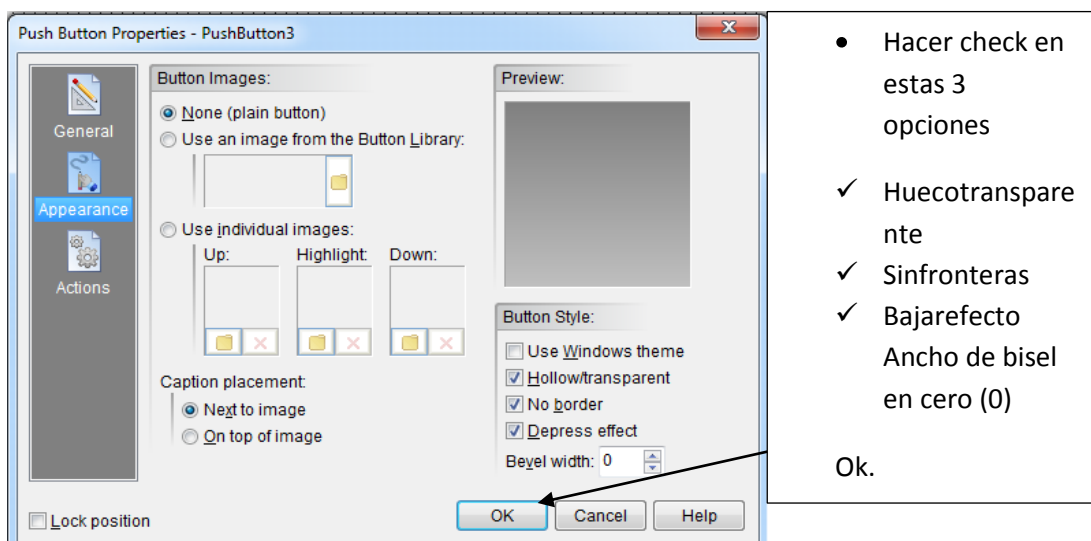 Push Button Properties - PushButton3
General
Appearance
Actions
Button Images:
None (plain button)
Use an image from the Button Library:
Use individual images:
Up: Highlight: Down:
Caption placement:
Next to image
On top of image
Preview:
Button Style:
Use Windows theme
Hollow/transparent
No border
Depress effect
Bevel width: 0
Lock position
OK Cancel Help
• Hacer check en
estas 3
opciones
✓ Huecotranspare
nte
✓ Sinfronteras
✓ Bajarefecto
Ancho de bisel
en cero (0)
Ok.